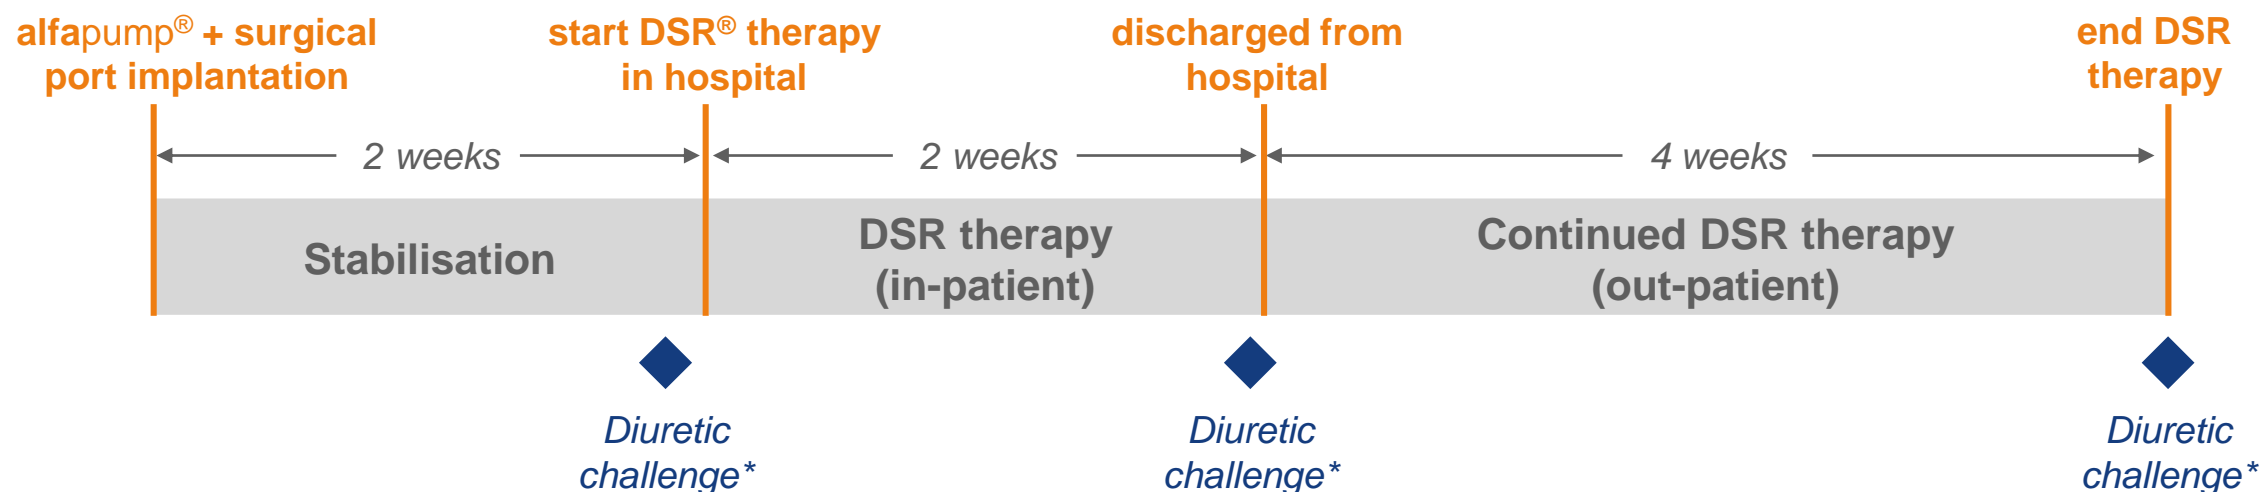 alfapump® + surgical
port implantation
start DSR® therapy
in hospital
discharged from
hospital
end DSR
therapy
2 weeks
2 weeks
4 weeks
Stabilisation
DSR therapy
(in-patient)
Continued DSR therapy
(out-patient)
Diuretic
challenge*
Diuretic
challenge*
Diuretic
challenge*